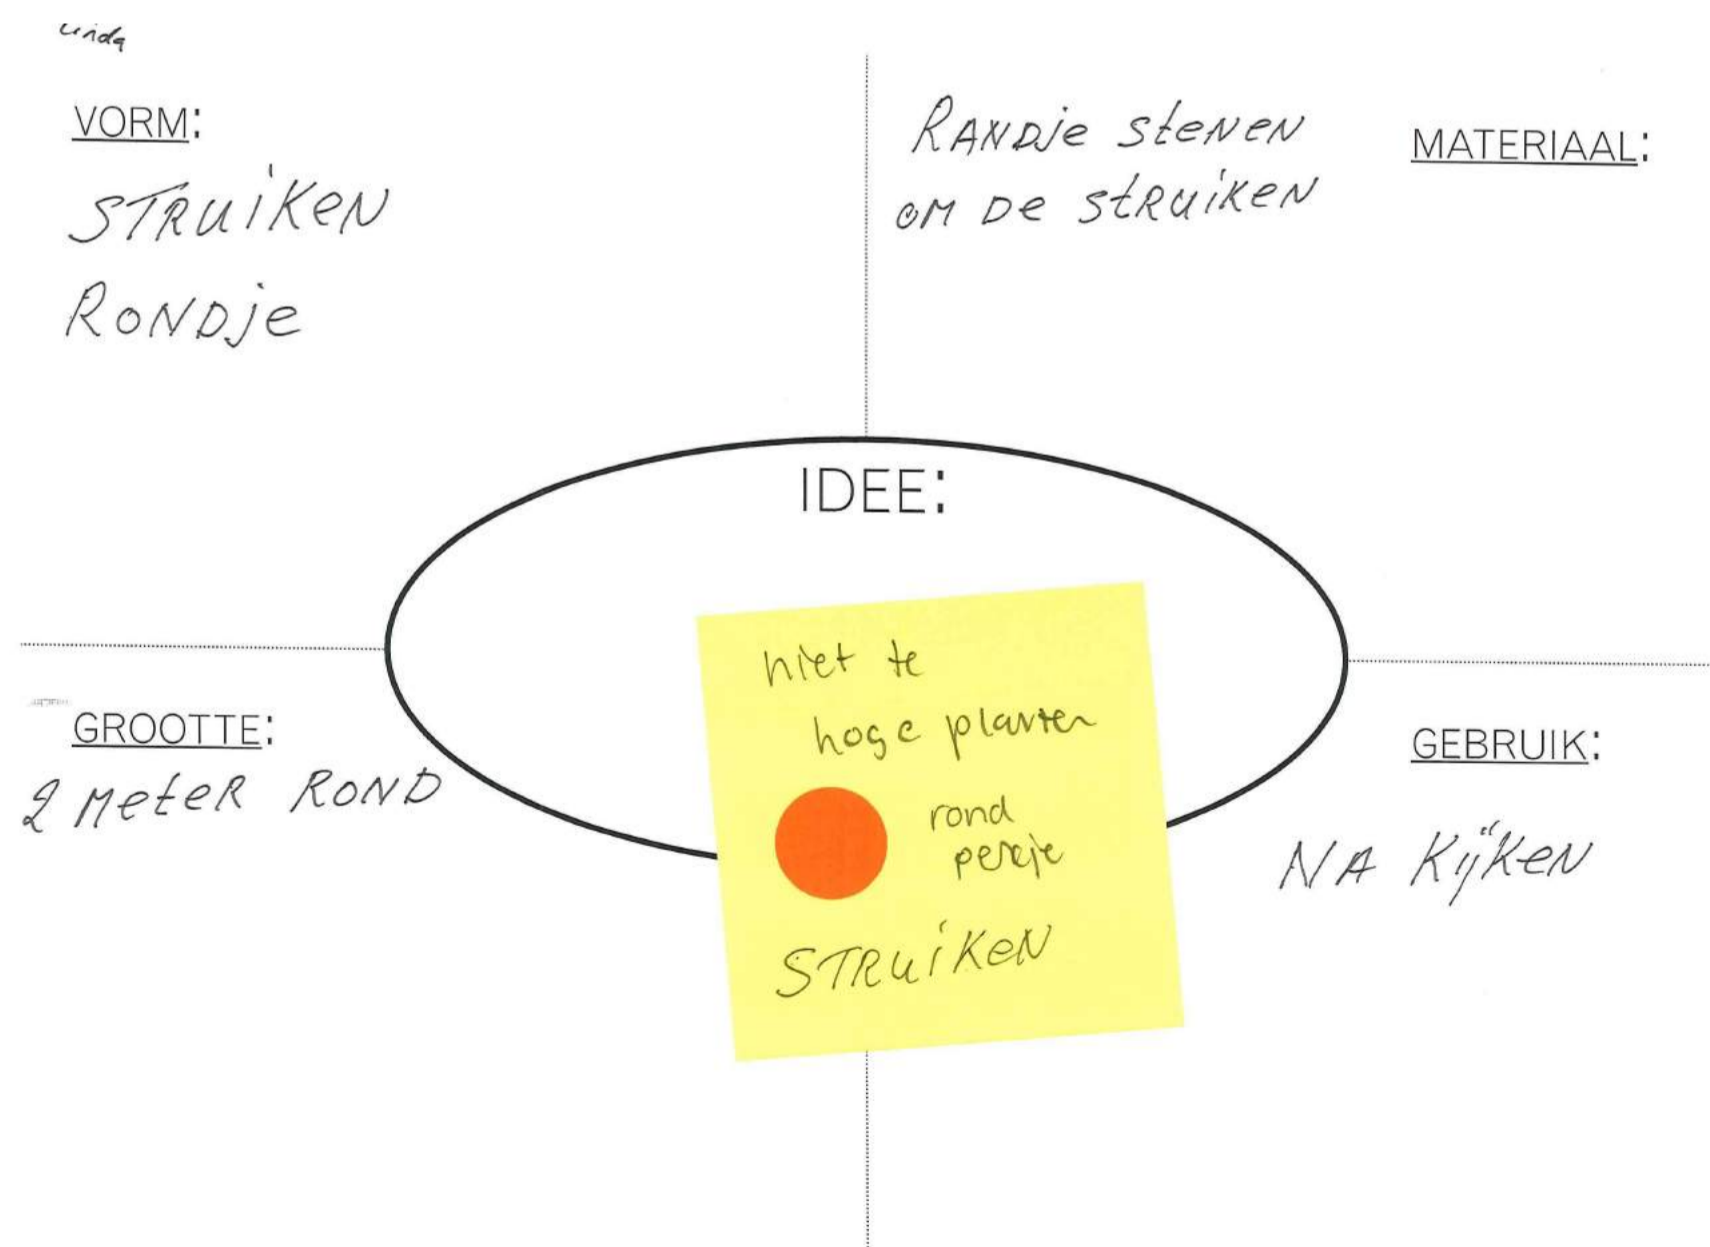 Linda
VORM:
STRUiKeN
RONDje
RANDje steNeN
OM De stRuiKeN
MATERIAAL:
IDEE:
niet te
hoge planten
rond
perkje
STRUiKeN
GROOTTE:
2 MeteR ROND
GEBRUIK:
NA KijKeN